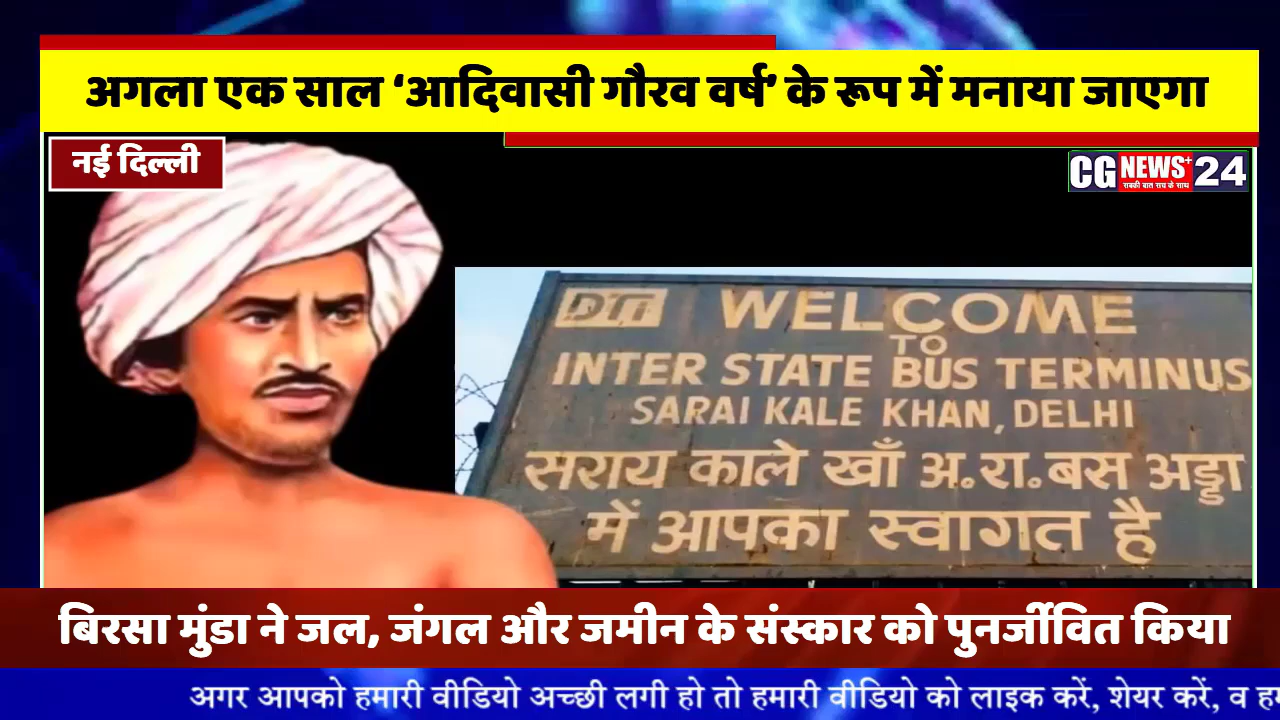 अगला एक साल ‘आदिवासी गौरव वर्ष’ के रूप में मनाया जाएगा
नई दिल्ली
CG NEWS+ 24
सबकी बात सच के साथ
WELCOME
TO
INTER STATE BUS TERMINUS
SARAI KALE KHAN, DELHI
सराय काले खाँ अ.रा.बस अड्डा
में आपका स्वागत है
बिरसा मुंडा ने जल, जंगल और जमीन के संस्कार को पुनर्जीवित किया
अगर आपको हमारी वीडियो अच्छी लगी हो तो हमारी वीडियो को लाइक करें, शेयर करें, व